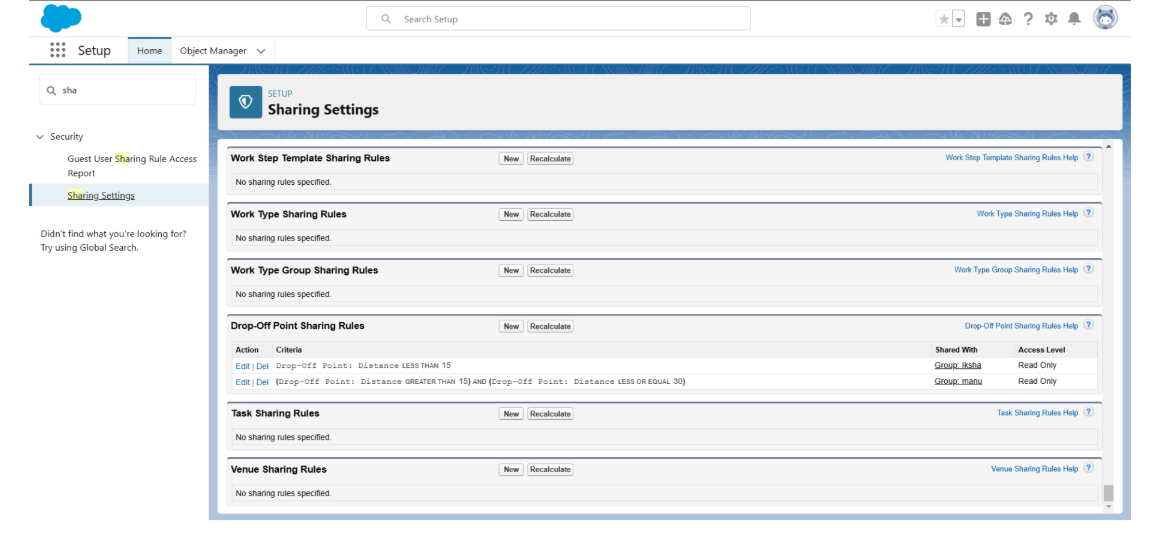 Search Setup
Setup Home Object Manager
sha
SETUP
Sharing Settings
Security
Guest User Sharing Rule Access
Report
Sharing Settings
Didn't find what you're looking for?
Try using Global Search.
Work Step Template Sharing Rules New Recalculate Work Step Template Sharing Rules Help ?
No sharing rules specified.
Work Type Sharing Rules New Recalculate Work Type Sharing Rules Help ?
No sharing rules specified.
Work Type Group Sharing Rules New Recalculate Work Type Group Sharing Rules Help ?
No sharing rules specified.
Drop-Off Point Sharing Rules New Recalculate Drop-Off Point Sharing Rules Help ?
Action Criteria Shared With Access Level
Edit | Del Drop-Off Point: Distance LESS THAN 15 Group: Iksha Read Only
Edit | Del (Drop-Off Point: Distance GREATER THAN 15) AND (Drop-Off Point: Distance LESS OR EQUAL 30) Group: manu Read Only
Task Sharing Rules New Recalculate Task Sharing Rules Help ?
No sharing rules specified.
Venue Sharing Rules New Recalculate Venue Sharing Rules Help ?
No sharing rules specified.